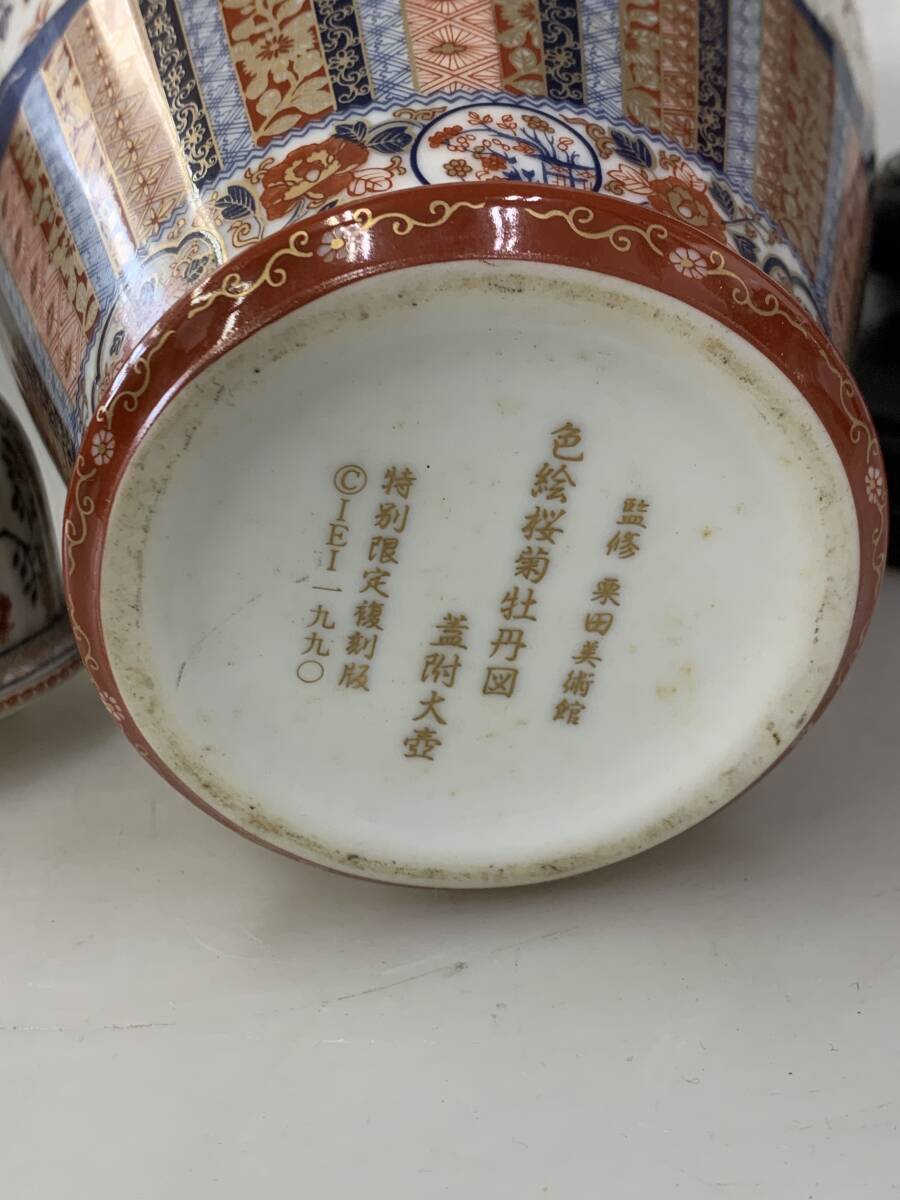 監修 栗田美術館
色絵桜菊牡丹図
蓋附大壺
特別限定複刻版
©IEI一九九〇